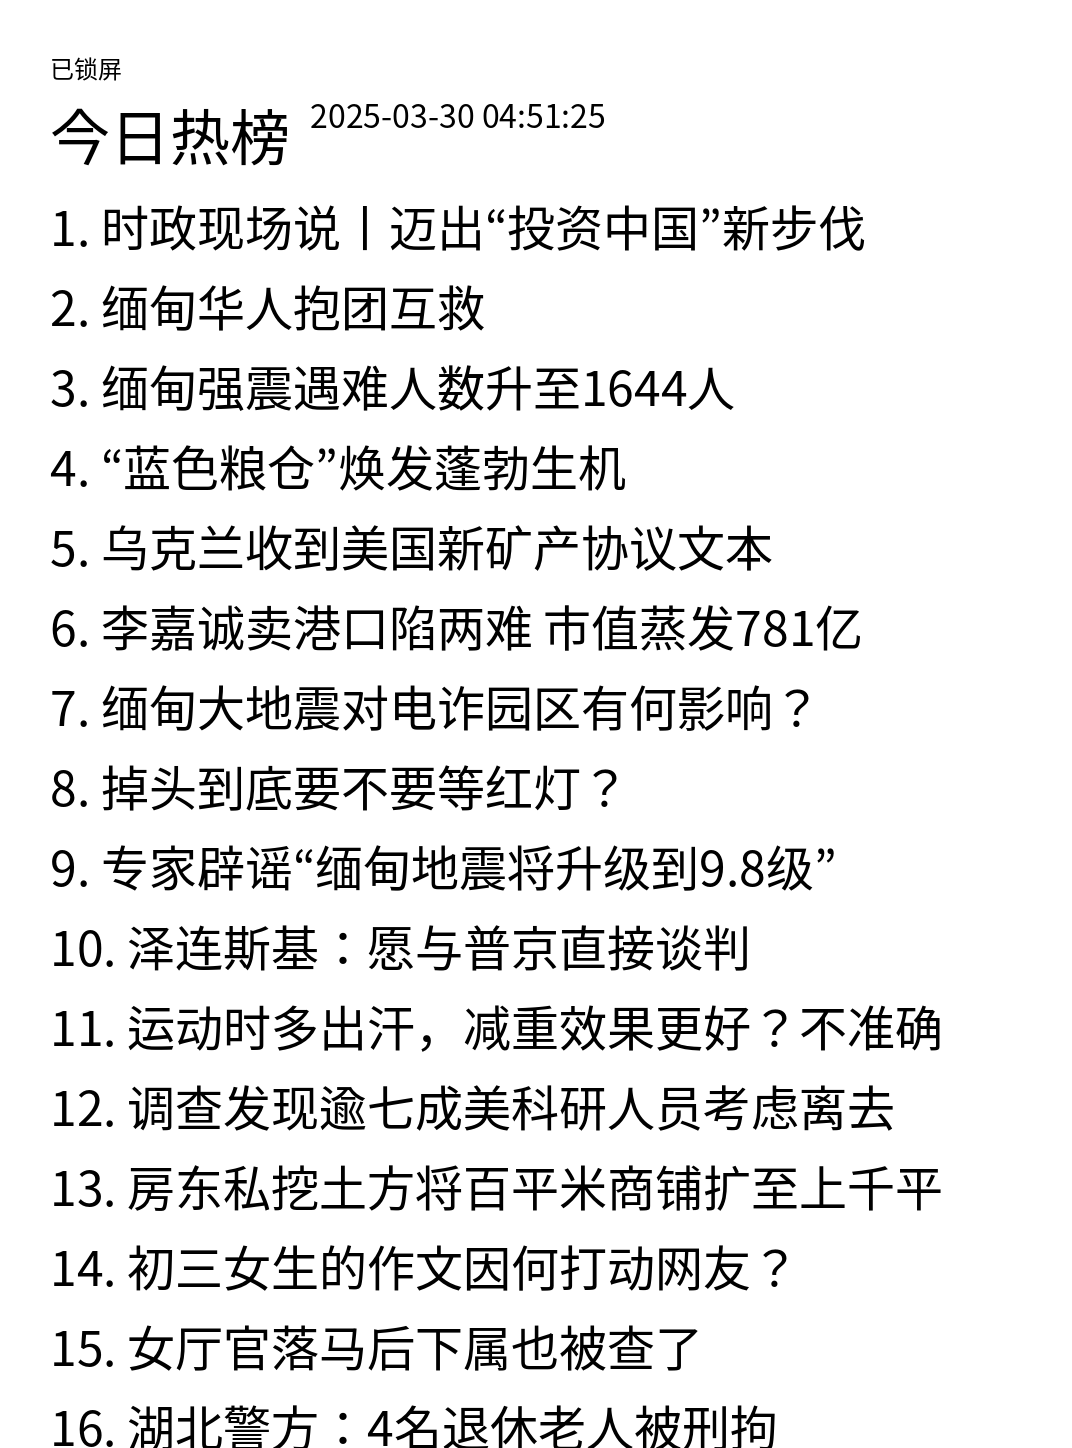 已锁屏
今日热榜 2025-03-30 04:51:25
1. 时政现场说丨迈出“投资中国”新步伐
2. 缅甸华人抱团互救
3. 缅甸强震遇难人数升至1644人
4. “蓝色粮仓”焕发蓬勃生机
5. 乌克兰收到美国新矿产协议文本
6. 李嘉诚卖港口陷两难 市值蒸发781亿
7. 缅甸大地震对电诈园区有何影响？
8. 掉头到底要不要等红灯？
9. 专家辟谣“缅甸地震将升级到9.8级”
10. 泽连斯基：愿与普京直接谈判
11. 运动时多出汗，减重效果更好？不准确
12. 调查发现逾七成美科研人员考虑离去
13. 房东私挖土方将百平米商铺扩至上千平
14. 初三女生的作文因何打动网友？
15. 女厅官落马后下属也被查了
16. 湖北警方：4名退休老人被刑拘